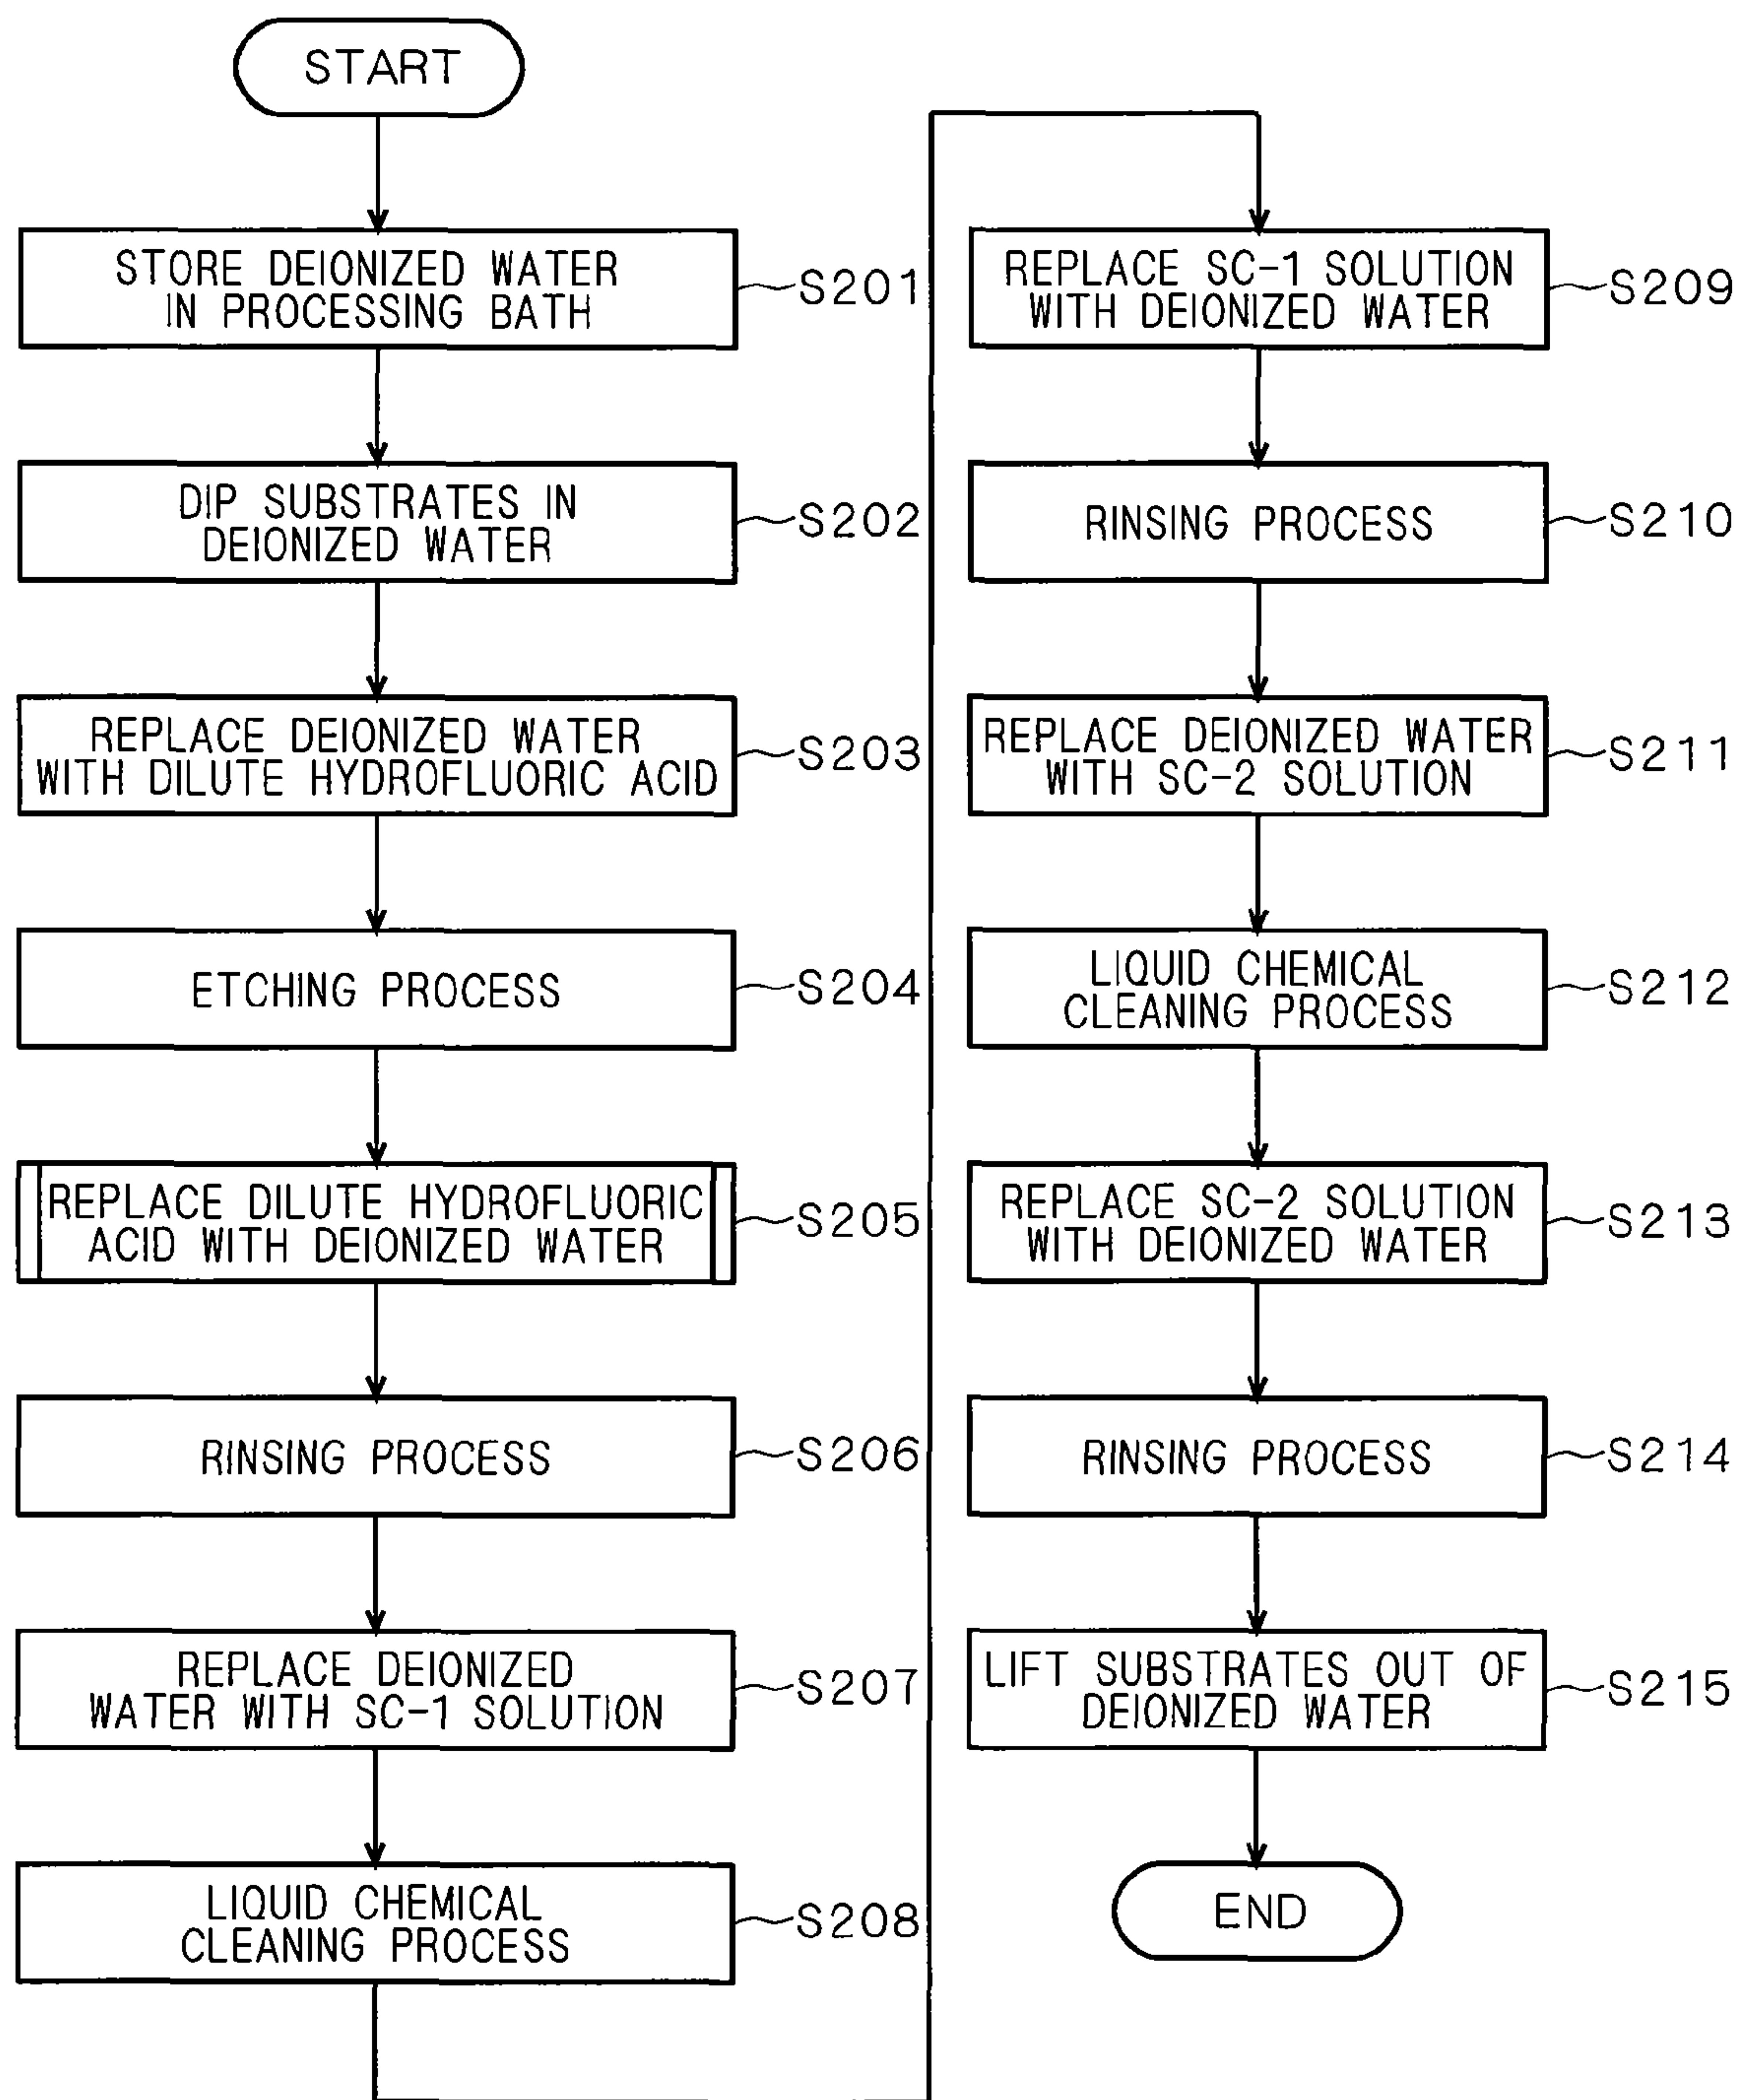 START
STORE DEIONIZED WATER
IN PROCESSING BATH
S201
DIP SUBSTRATES IN
DEIONIZED WATER
S202
REPLACE DEIONIZED WATER
WITH DILUTE HYDROFLUORIC ACID
S203
ETCHING PROCESS
S204
REPLACE DILUTE HYDROFLUORIC
ACID WITH DEIONIZED WATER
S205
RINSING PROCESS
S206
REPLACE DEIONIZED
WATER WITH SC-1 SOLUTION
S207
LIQUID CHEMICAL
CLEANING PROCESS
S208
REPLACE SC-1 SOLUTION
WITH DEIONIZED WATER
S209
RINSING PROCESS
S210
REPLACE DEIONIZED WATER
WITH SC-2 SOLUTION
S211
LIQUID CHEMICAL
CLEANING PROCESS
S212
REPLACE SC-2 SOLUTION
WITH DEIONIZED WATER
S213
RINSING PROCESS
S214
LIFT SUBSTRATES OUT OF
DEIONIZED WATER
S215
END